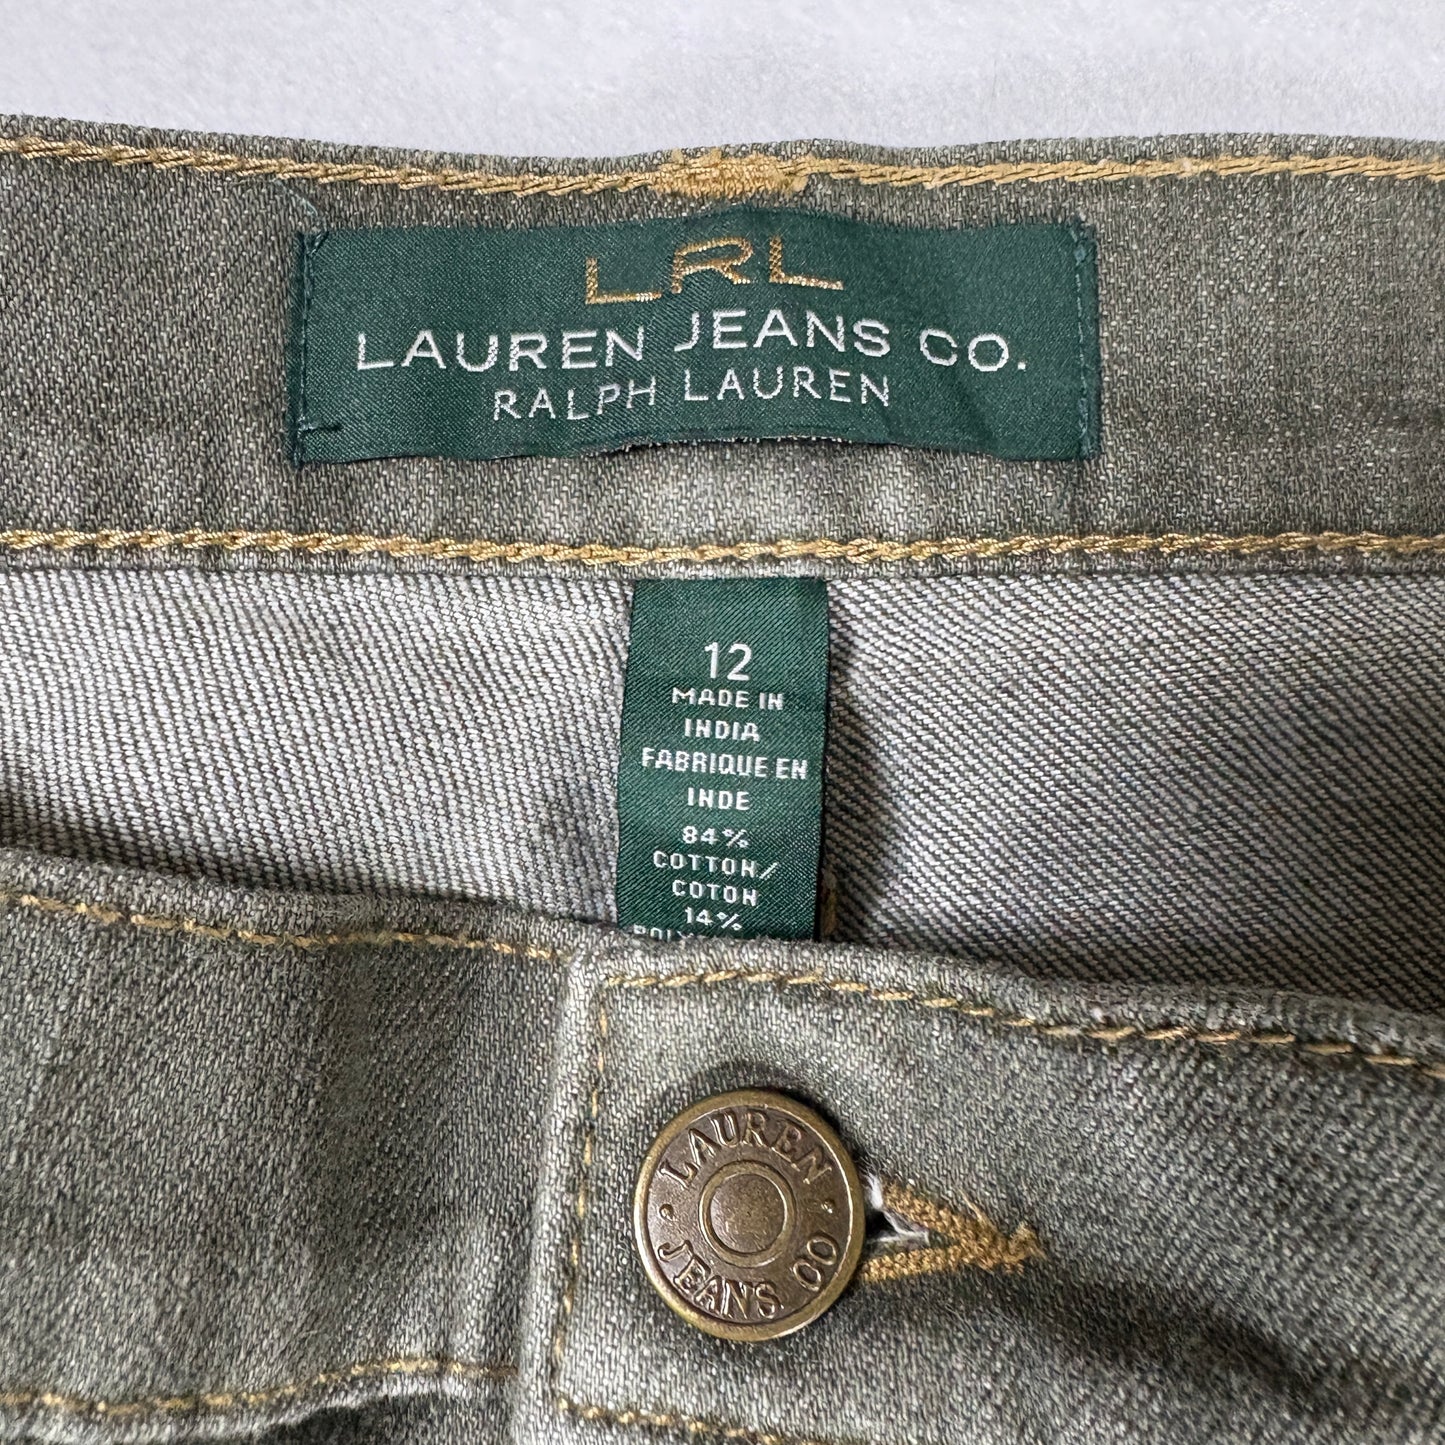 LRL
LAUREN JEANS CO.
RALPH LAUREN
12
MADE IN
INDIA
FABRIQUE EN
INDE
84%
COTTON/
COTON
14%
LAUREN
JEANS CO